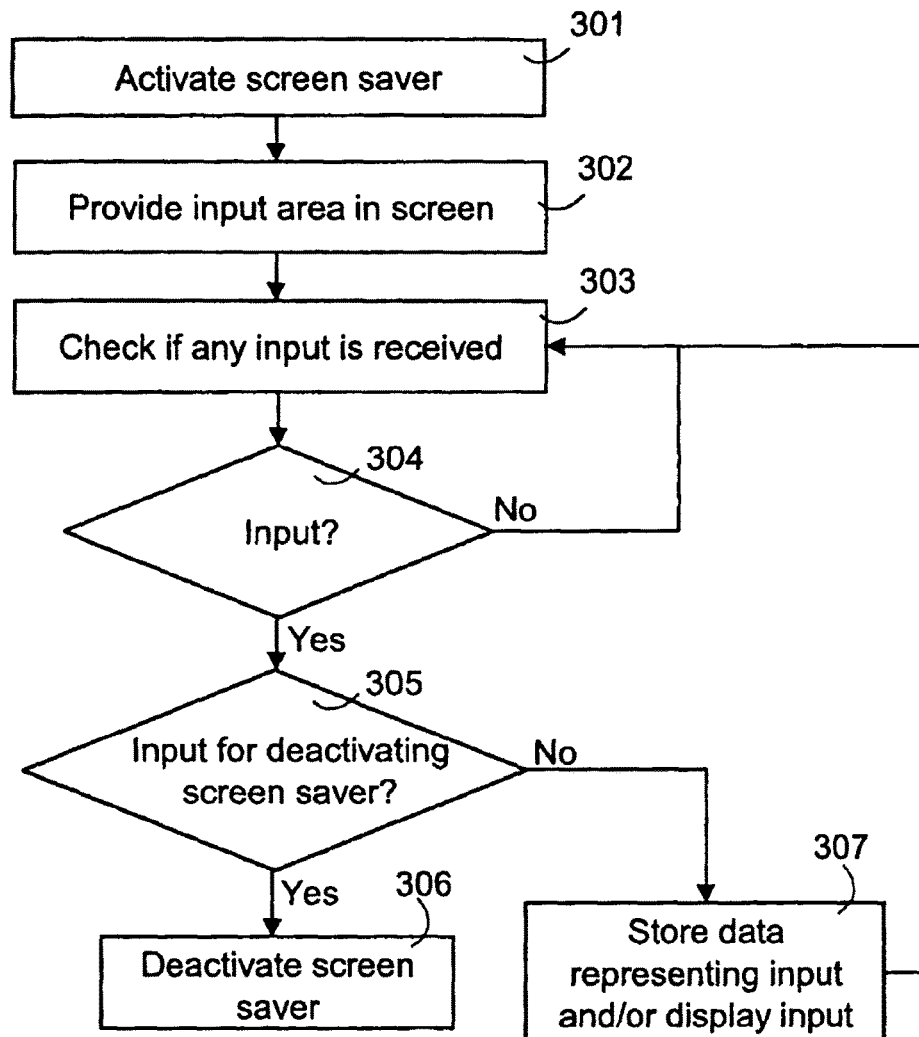 301
Activate screen saver
302
Provide input area in screen
303
Check if any input is received
304
Input?
No
Yes
305
Input for deactivating
screen saver?
No
Yes
306
Deactivate screen
saver
307
Store data
representing input
and/or display input